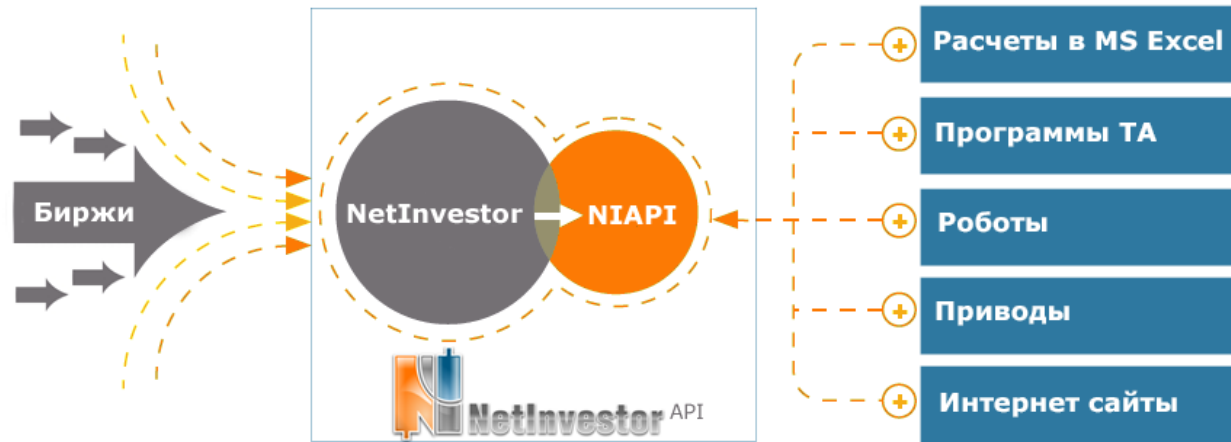 Биржи
NetInvestor
NIAPI
NetInvestor API
Расчеты в MS Excel
Программы ТА
Роботы
Приводы
Интернет сайты